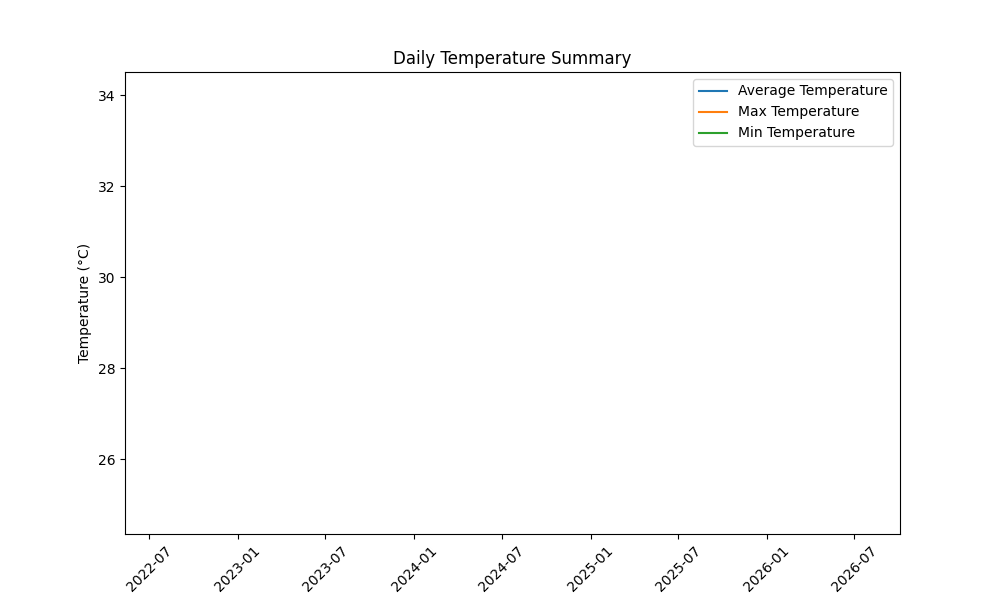 Daily Temperature Summary
Average Temperature
Max Temperature
Min Temperature
34
32
30
28
26
Temperature (°C)
2022-07
2023-01
2023-07
2024-01
2024-07
2025-01
2025-07
2026-01
2026-07